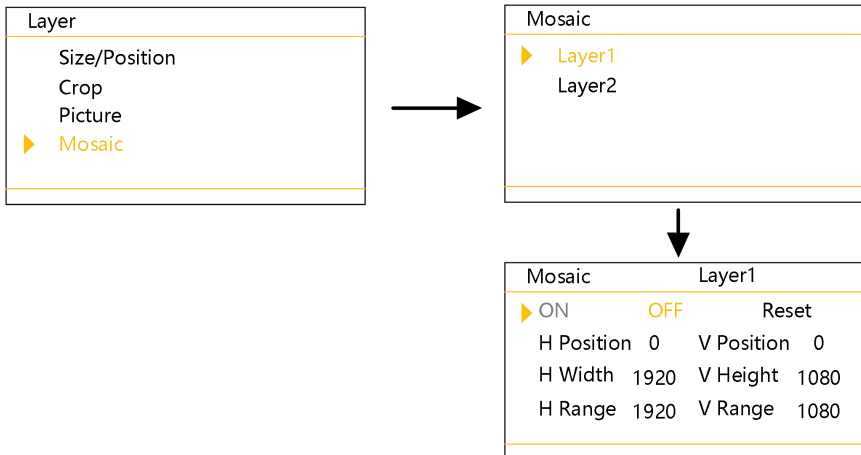 Layer
Size/Position
Crop
Picture
Mosaic
Mosaic
Layer1
Layer2
Mosaic Layer1
ON OFF Reset
H Position 0 V Position 0
H Width 1920 V Height 1080
H Range 1920 V Range 1080